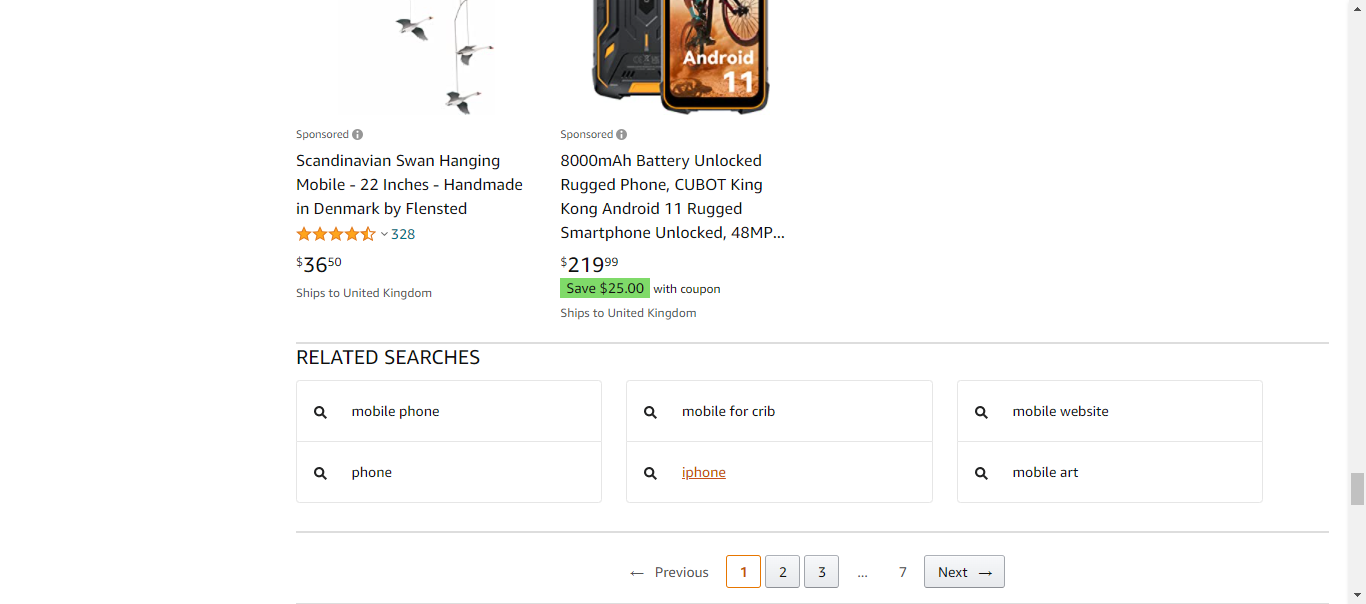 Android
11
Sponsored
Scandinavian Swan Hanging
Mobile - 22 Inches - Handmade
in Denmark by Flensted
328
$36.50
Ships to United Kingdom
Sponsored
8000mAh Battery Unlocked
Rugged Phone, CUBOT King
Kong Android 11 Rugged
Smartphone Unlocked, 48MP...
$219.99
Save $25.00 with coupon
Ships to United Kingdom
RELATED SEARCHES
mobile phone
mobile for crib
mobile website
phone
iphone
mobile art
← Previous 1 2 3 ... 7 Next →